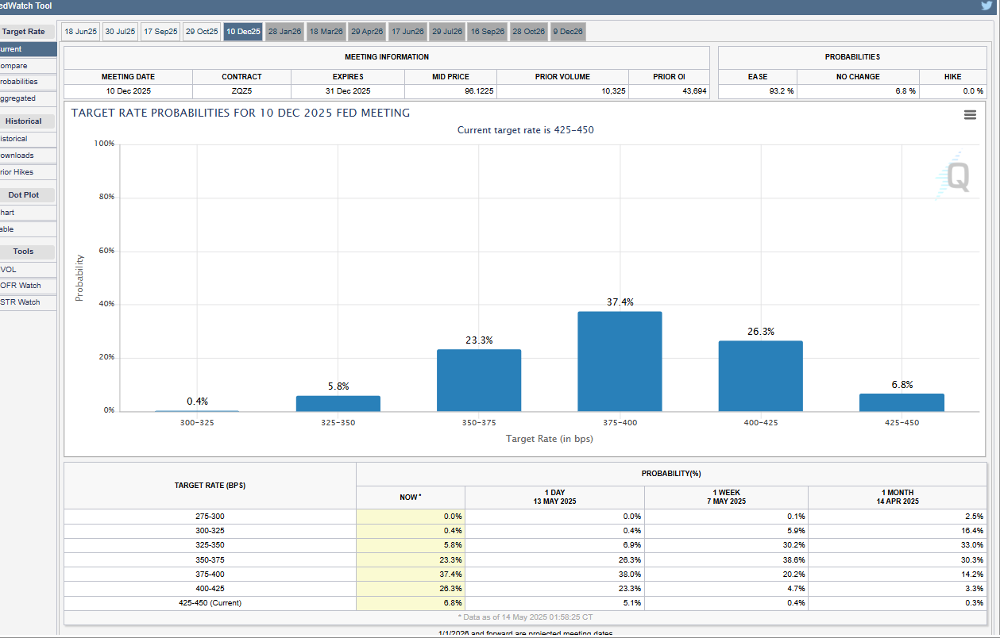 edWatch Tool
Target Rate
urrent
ompare
robabilities
ggregated
Historical
istorical
ownloads
rior Hikes
Dot Plot
hart
able
Tools
VOL
OFR Watch
STR Watch
18 Jun25 30 Jul25 17 Sep25 29 Oct25 10 Dec25 28 Jan26 18 Mar26 29 Apr26 17 Jun26 29 Jul26 16 Sep26 28 Oct26 9 Dec26
MEETING INFORMATION
MEETING DATE CONTRACT EXPIRES MID PRICE PRIOR VOLUME PRIOR OI
10 Dec 2025 ZQZ5 31 Dec 2025 96.1225 10,325 43,694
PROBABILITIES
EASE NO CHANGE HIKE
93.2 % 6.8 % 0.0 %
TARGET RATE PROBABILITIES FOR 10 DEC 2025 FED MEETING
Current target rate is 425–450
Q
Probability
100%
80%
60%
40%
20%
0%
0.4%
5.8%
23.3%
37.4%
26.3%
6.8%
300–325 325–350 350–375 375–400 400–425 425–450
Target Rate (in bps)
TARGET RATE (BPS) PROBABILITY(%)
NOW * 1 DAY 1 WEEK 1 MONTH
13 MAY 2025 7 MAY 2025 14 APR 2025
275-300 0.0% 0.0% 0.1% 2.5%
300-325 0.4% 0.4% 5.9% 16.4%
325-350 5.8% 6.9% 30.2% 33.0%
350-375 23.3% 26.3% 38.6% 30.3%
375-400 37.4% 38.0% 20.2% 14.2%
400-425 26.3% 23.3% 4.7% 3.3%
425-450 (Current) 6.8% 5.1% 0.4% 0.3%
* Data as of 14 May 2025 01:58:25 CT
1/1/2026 and forward are projected meeting dates